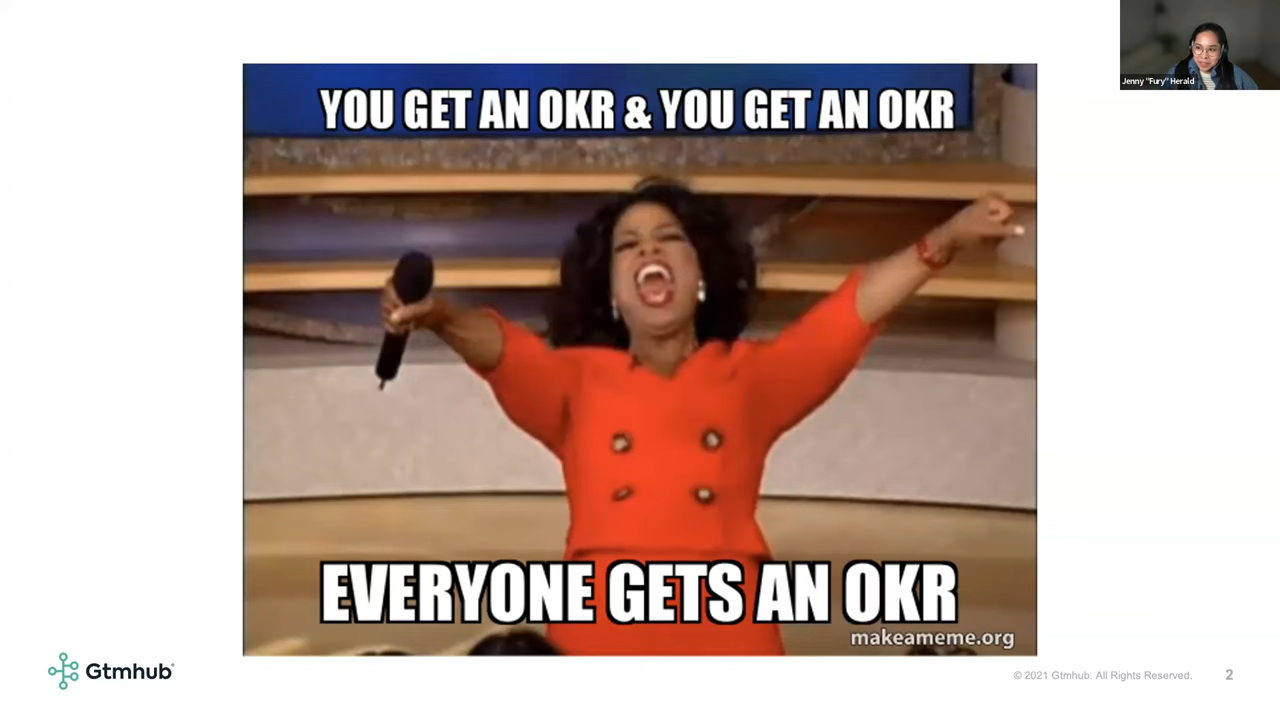 Jenny "Fury" Herald
YOU GET AN OKR & YOU GET AN OKR
EVERYONE GETS AN OKR
makeameme.org
Gtmhub
© 2021 Gtmhub. All Rights Reserved.
2